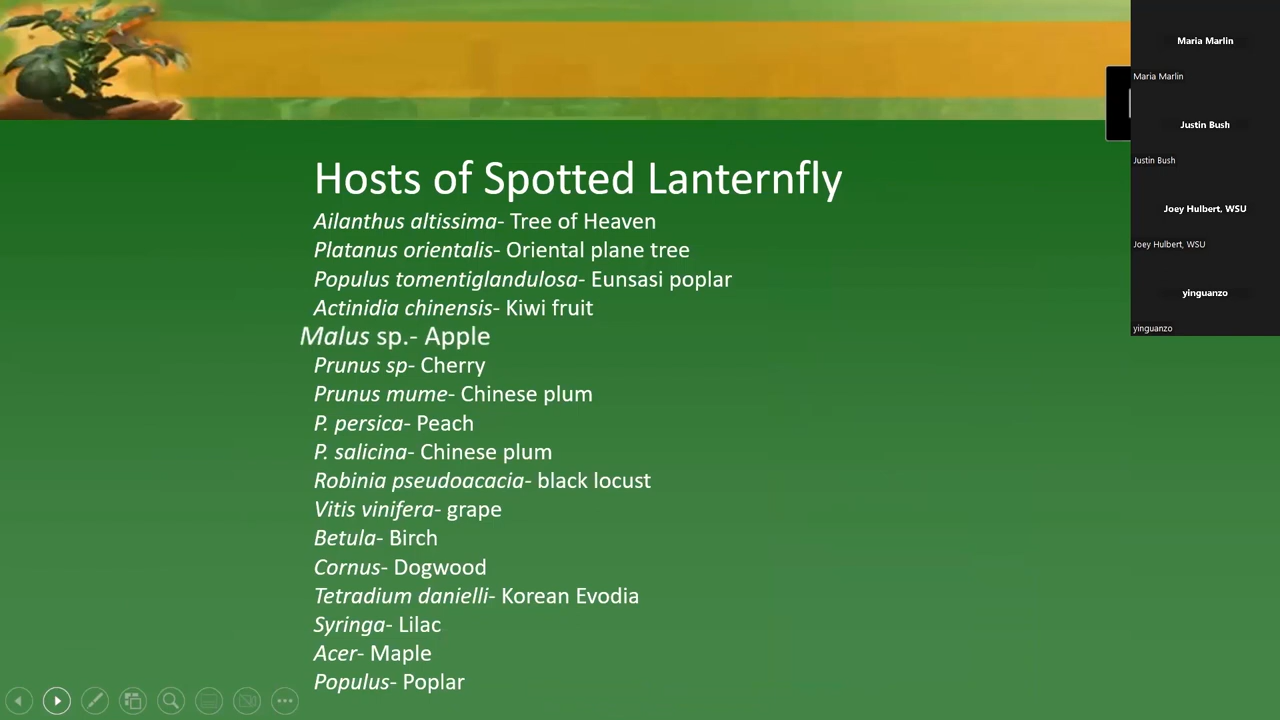 Hosts of Spotted Lanternfly
Ailanthus altissima- Tree of Heaven
Platanus orientalis- Oriental plane tree
Populus tomentiglandulosa- Eunsasi poplar
Actinidia chinensis- Kiwi fruit
Malus sp.- Apple
Prunus sp- Cherry
Prunus mume- Chinese plum
P. persica- Peach
P. salicina- Chinese plum
Robinia pseudoacacia- black locust
Vitis vinifera- grape
Betula- Birch
Cornus- Dogwood
Tetradium danielli- Korean Evodia
Syringa- Lilac
Acer- Maple
Populus- Poplar
Maria Marlin
Maria Marlin
Justin Bush
Justin Bush
Joey Hulbert, WSU
Joey Hulbert, WSU
yinguanzo
yinguanzo